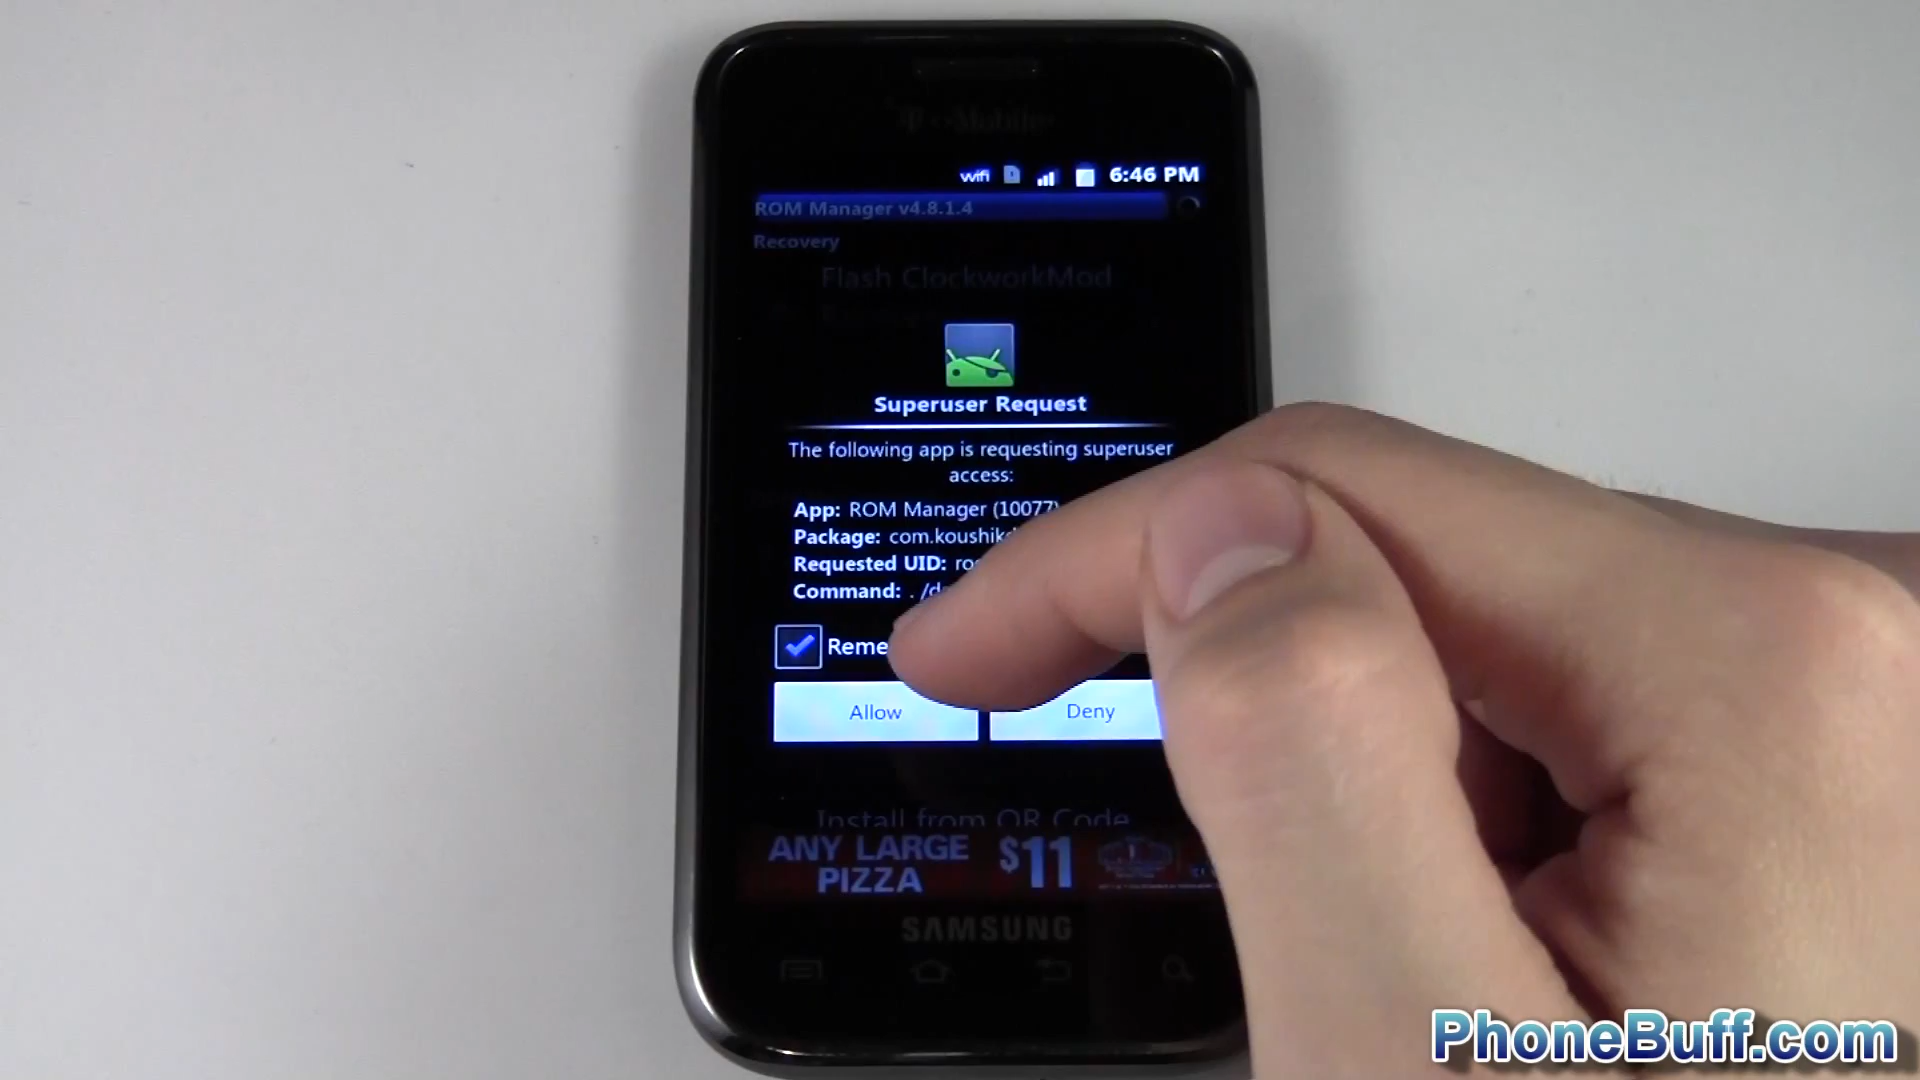 T··Mobile
wifi 6:46 PM
ROM Manager v4.8.1.4
Recovery
Flash ClockworkMod
Superuser Request
The following app is requesting superuser
access:
App: ROM Manager (10077)
Package: com.koushik
Requested UID:
Command: . /d
Reme
Allow Deny
Install from QR Code
ANY LARGE
PIZZA
$11
SAMSUNG
PhoneBuff.com